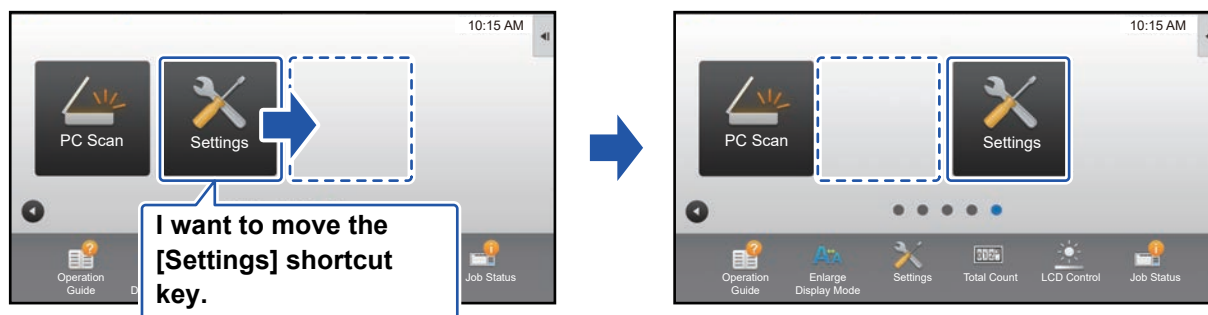 10:15 AM
PC Scan
Settings
I want to move the
[Settings] shortcut
key.
Operation
Guide
D
Job Status
10:15 AM
PC Scan
Settings
Operation
Guide
Enlarge
Display Mode
Settings
Total Count
LCD Control
Job Status